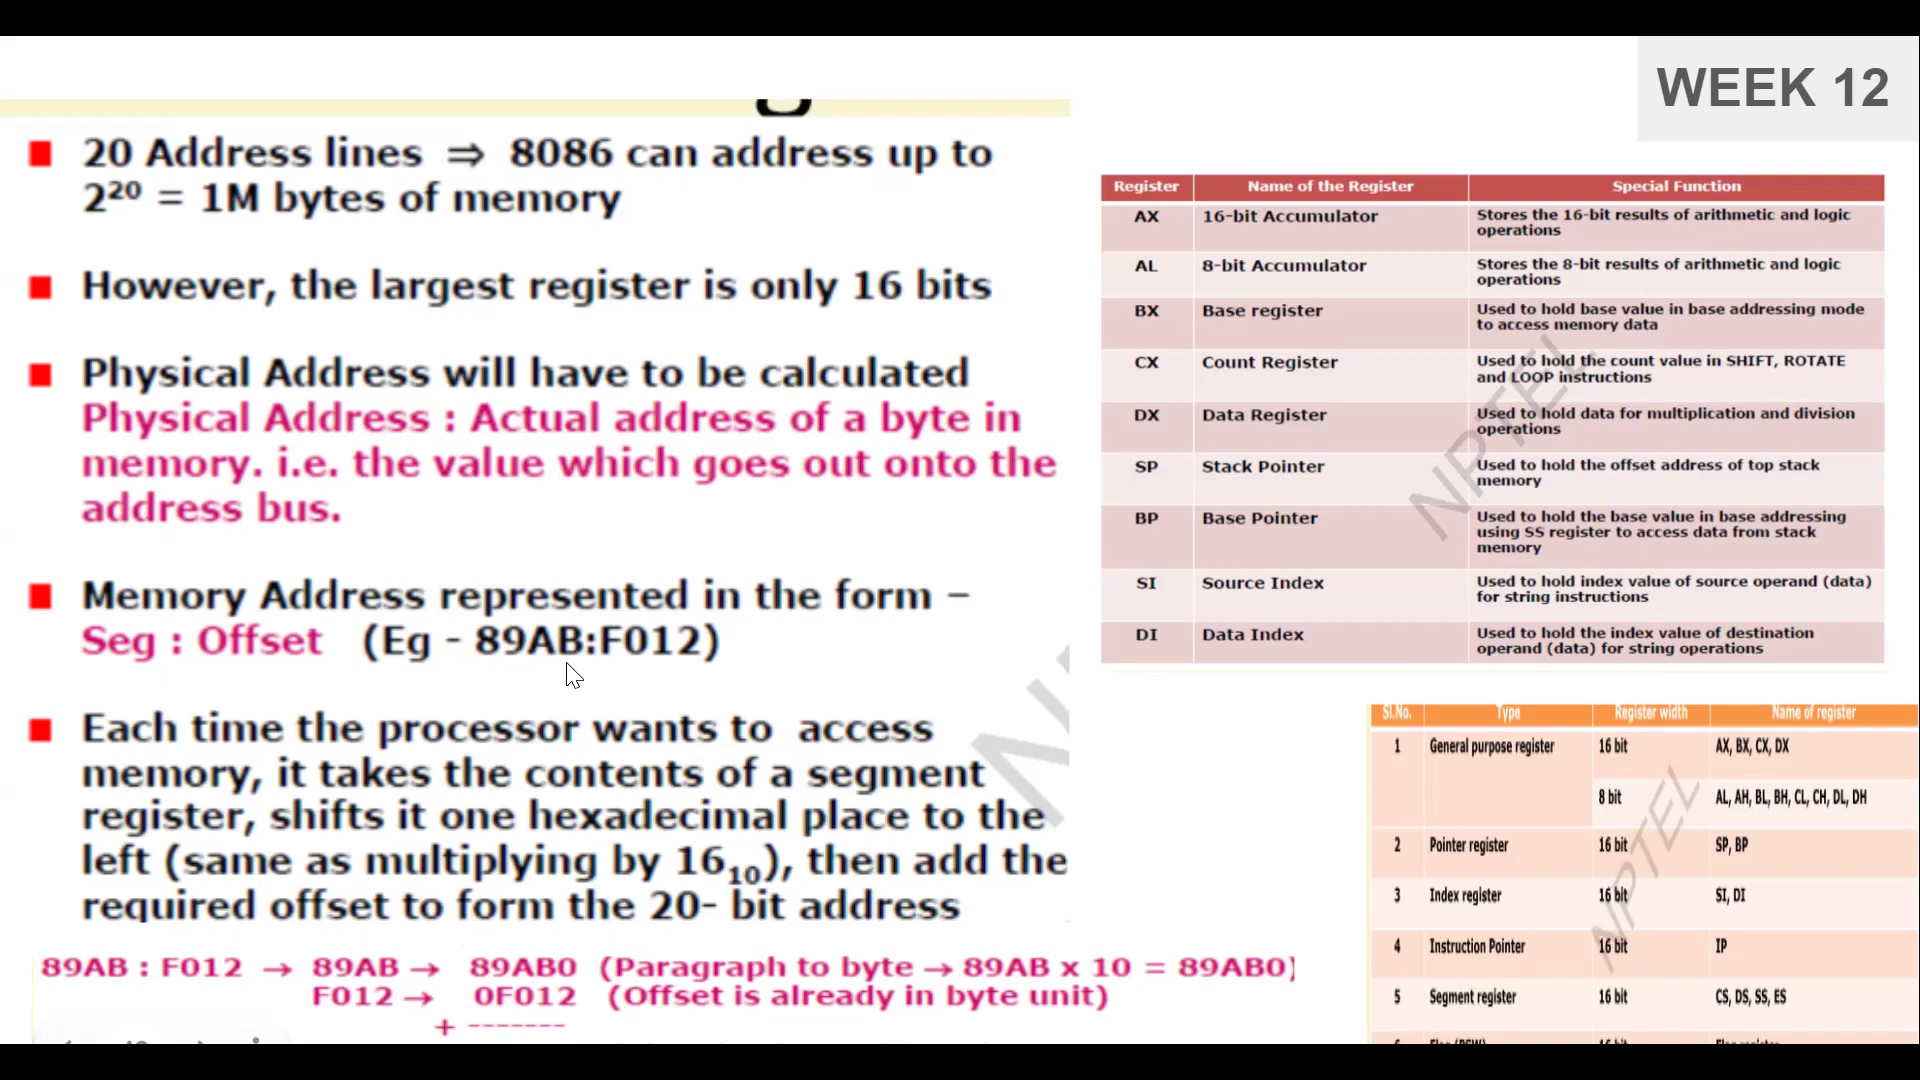 WEEK 12
20 Address lines ⇒ 8086 can address up to
2²⁰ = 1M bytes of memory
However, the largest register is only 16 bits
Physical Address will have to be calculated
Physical Address : Actual address of a byte in
memory. i.e. the value which goes out onto the
address bus.
Memory Address represented in the form –
Seg : Offset (Eg - 89AB:F012)
Each time the processor wants to access
memory, it takes the contents of a segment
register, shifts it one hexadecimal place to the
left (same as multiplying by 16₁₀), then add the
required offset to form the 20- bit address
89AB : F012 → 89AB → 89AB0 (Paragraph to byte → 89AB x 10 = 89AB0)
F012 → 0F012 (Offset is already in byte unit)
+ -------
Register Name of the Register Special Function
AX 16-bit Accumulator Stores the 16-bit results of arithmetic and logic
operations
AL 8-bit Accumulator Stores the 8-bit results of arithmetic and logic
operations
BX Base register Used to hold base value in base addressing mode
to access memory data
CX Count Register Used to hold the count value in SHIFT, ROTATE
and LOOP instructions
DX Data Register Used to hold data for multiplication and division
operations
SP Stack Pointer Used to hold the offset address of top stack
memory
BP Base Pointer Used to hold the base value in base addressing
using SS register to access data from stack
memory
SI Source Index Used to hold index value of source operand (data)
for string instructions
DI Data Index Used to hold the index value of destination
operand (data) for string operations
NPTEL
Sl.No. Type Register width Name of register
1 General purpose register 16 bit AX, BX, CX, DX
8 bit AL, AH, BL, BH, CL, CH, DL, DH
2 Pointer register 16 bit SP, BP
3 Index register 16 bit SI, DI
4 Instruction Pointer 16 bit IP
5 Segment register 16 bit CS, DS, SS, ES
NPTEL